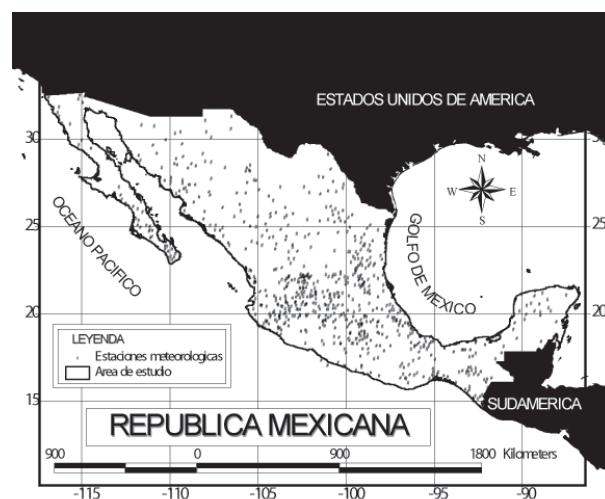 ESTADOS UNIDOS DE AMERICA
30
30
N
W
E
S
25
25
OCEANO PACIFICO
GOLFO DE MEXICO
20
20
LEYENDA
Estaciones meteorologicas
Area de estudio
15
SUDAMERICA
REPUBLICA MEXICANA
900 0 900 1800 Kilometers
-115 -110 -105 -100 -95 -90